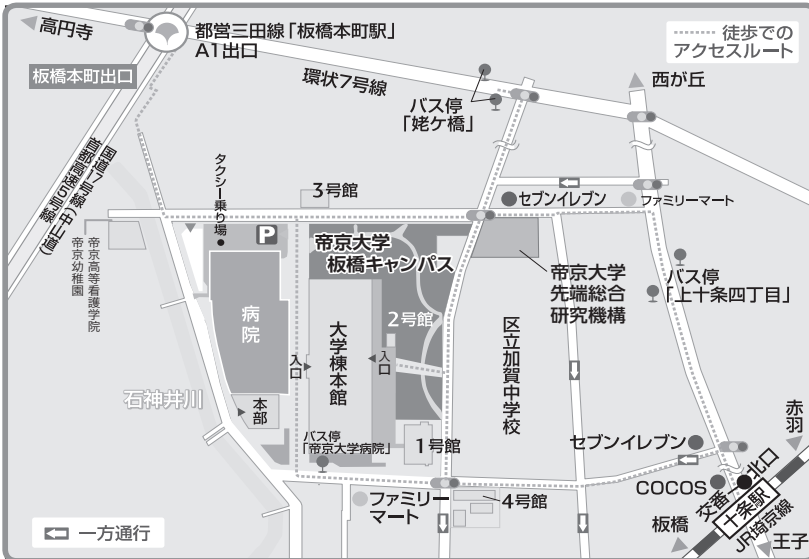 高円寺
都営三田線「板橋本町駅」
A1出口
板橋本町出口
徒歩での
アクセスルート
環状7号線
バス停
「姥ケ橋」
西が丘
国道17号線(中山道)
首都高速5号線
タクシー乗り場
3号館
セブンイレブン
ファミリーマート
P
帝京大学
板橋キャンパス
帝京高等看護学院
帝京幼稚園
帝京大学
先端総合
研究機構
バス停
「上十条四丁目」
病院
2号館
大学棟本館
入口
入口
区立加賀中学校
石神井川
本部
バス停
「帝京大学病院」
1号館
セブンイレブン
赤羽
COCOS
交番
北口
十条駅
JR埼京線
ファミリー
マート
4号館
板橋
王子
一方通行